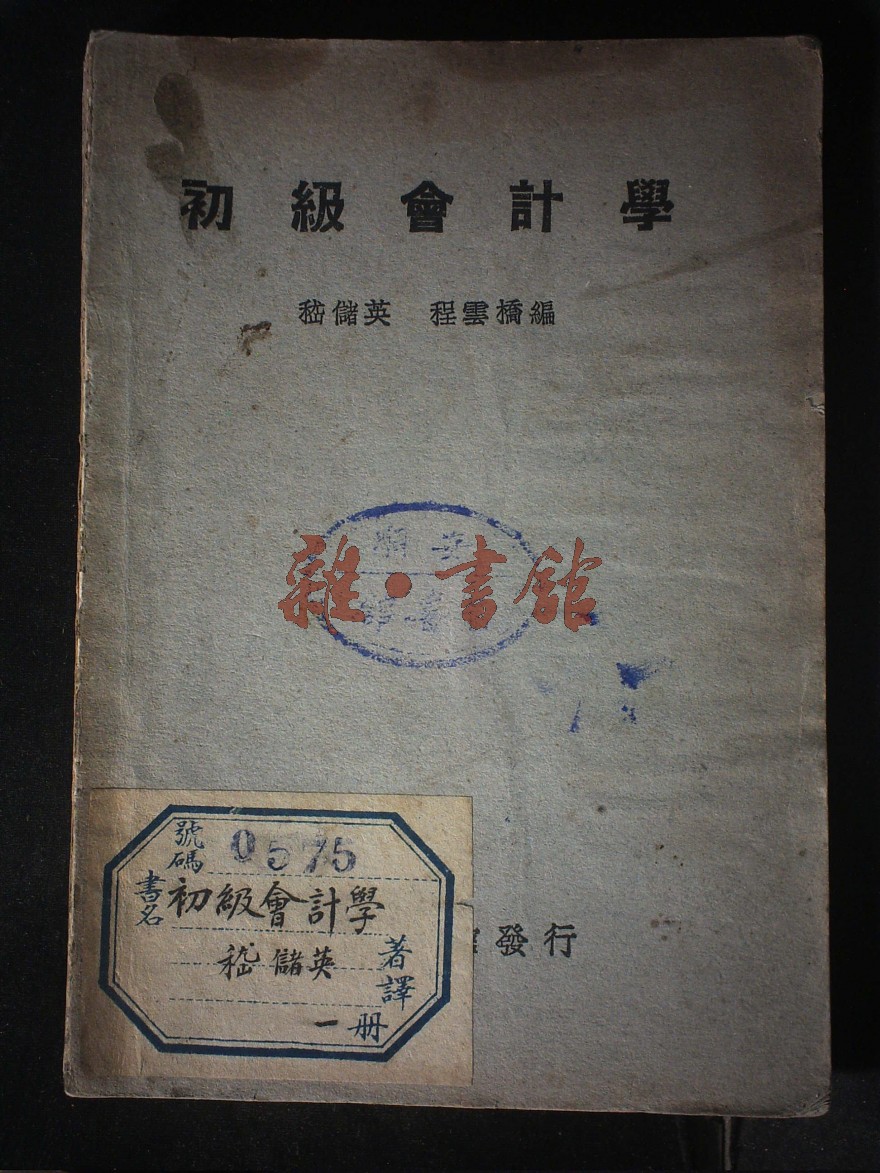 初級會計學
嵇儲英 程雲橋編
雜·書館
發行
號碼 0575
書名 初級會計學
嵇儲英 著譯
一册